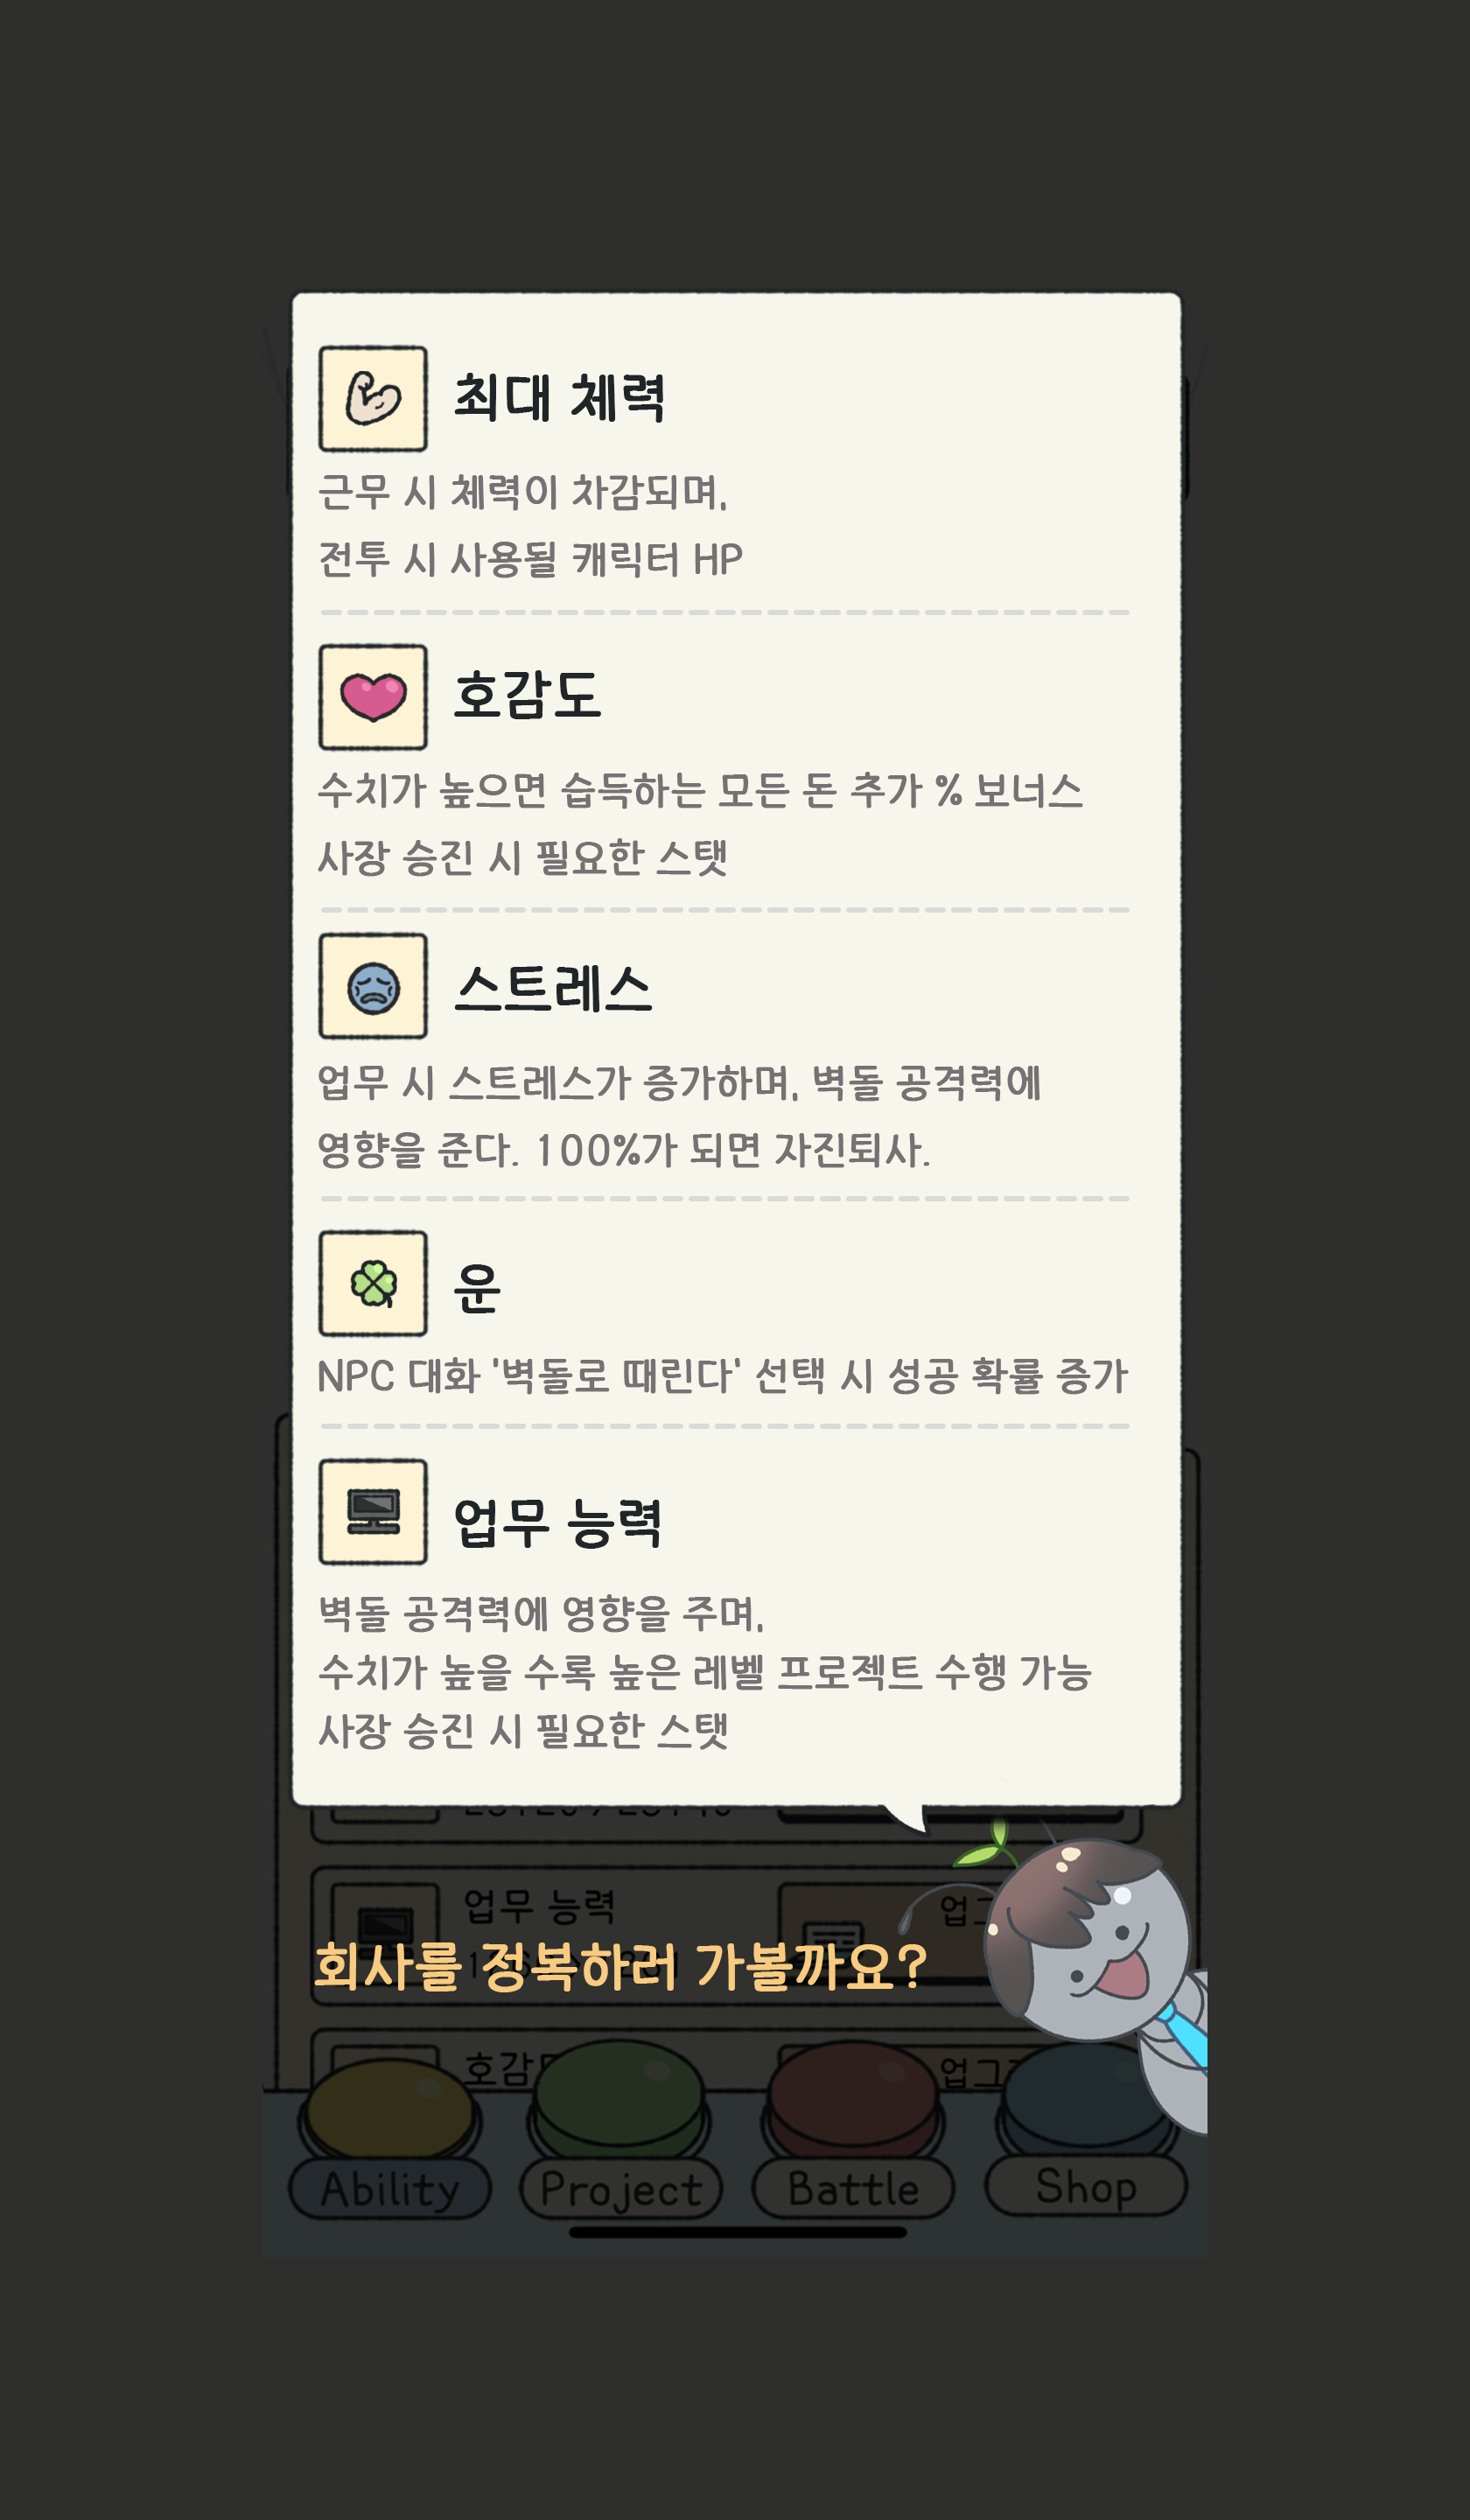 최대 체력
근무 시 체력이 차감되며,
전투 시 사용될 캐릭터 HP
호감도
수치가 높으면 습득하는 모든 돈 추가 % 보너스
사장 승진 시 필요한 스탯
스트레스
업무 시 스트레스가 증가하며, 벽돌 공격력에
영향을 준다. 100%가 되면 자진퇴사.
운
NPC 대화 '벽돌로 때린다' 선택 시 성공 확률 증가
업무 능력
벽돌 공격력에 영향을 주며,
수치가 높을 수록 높은 레벨 프로젝트 수행 가능
사장 승진 시 필요한 스탯
업무 능력
회사를 정복하러 가볼까요?
호감
Ability Project Battle Shop